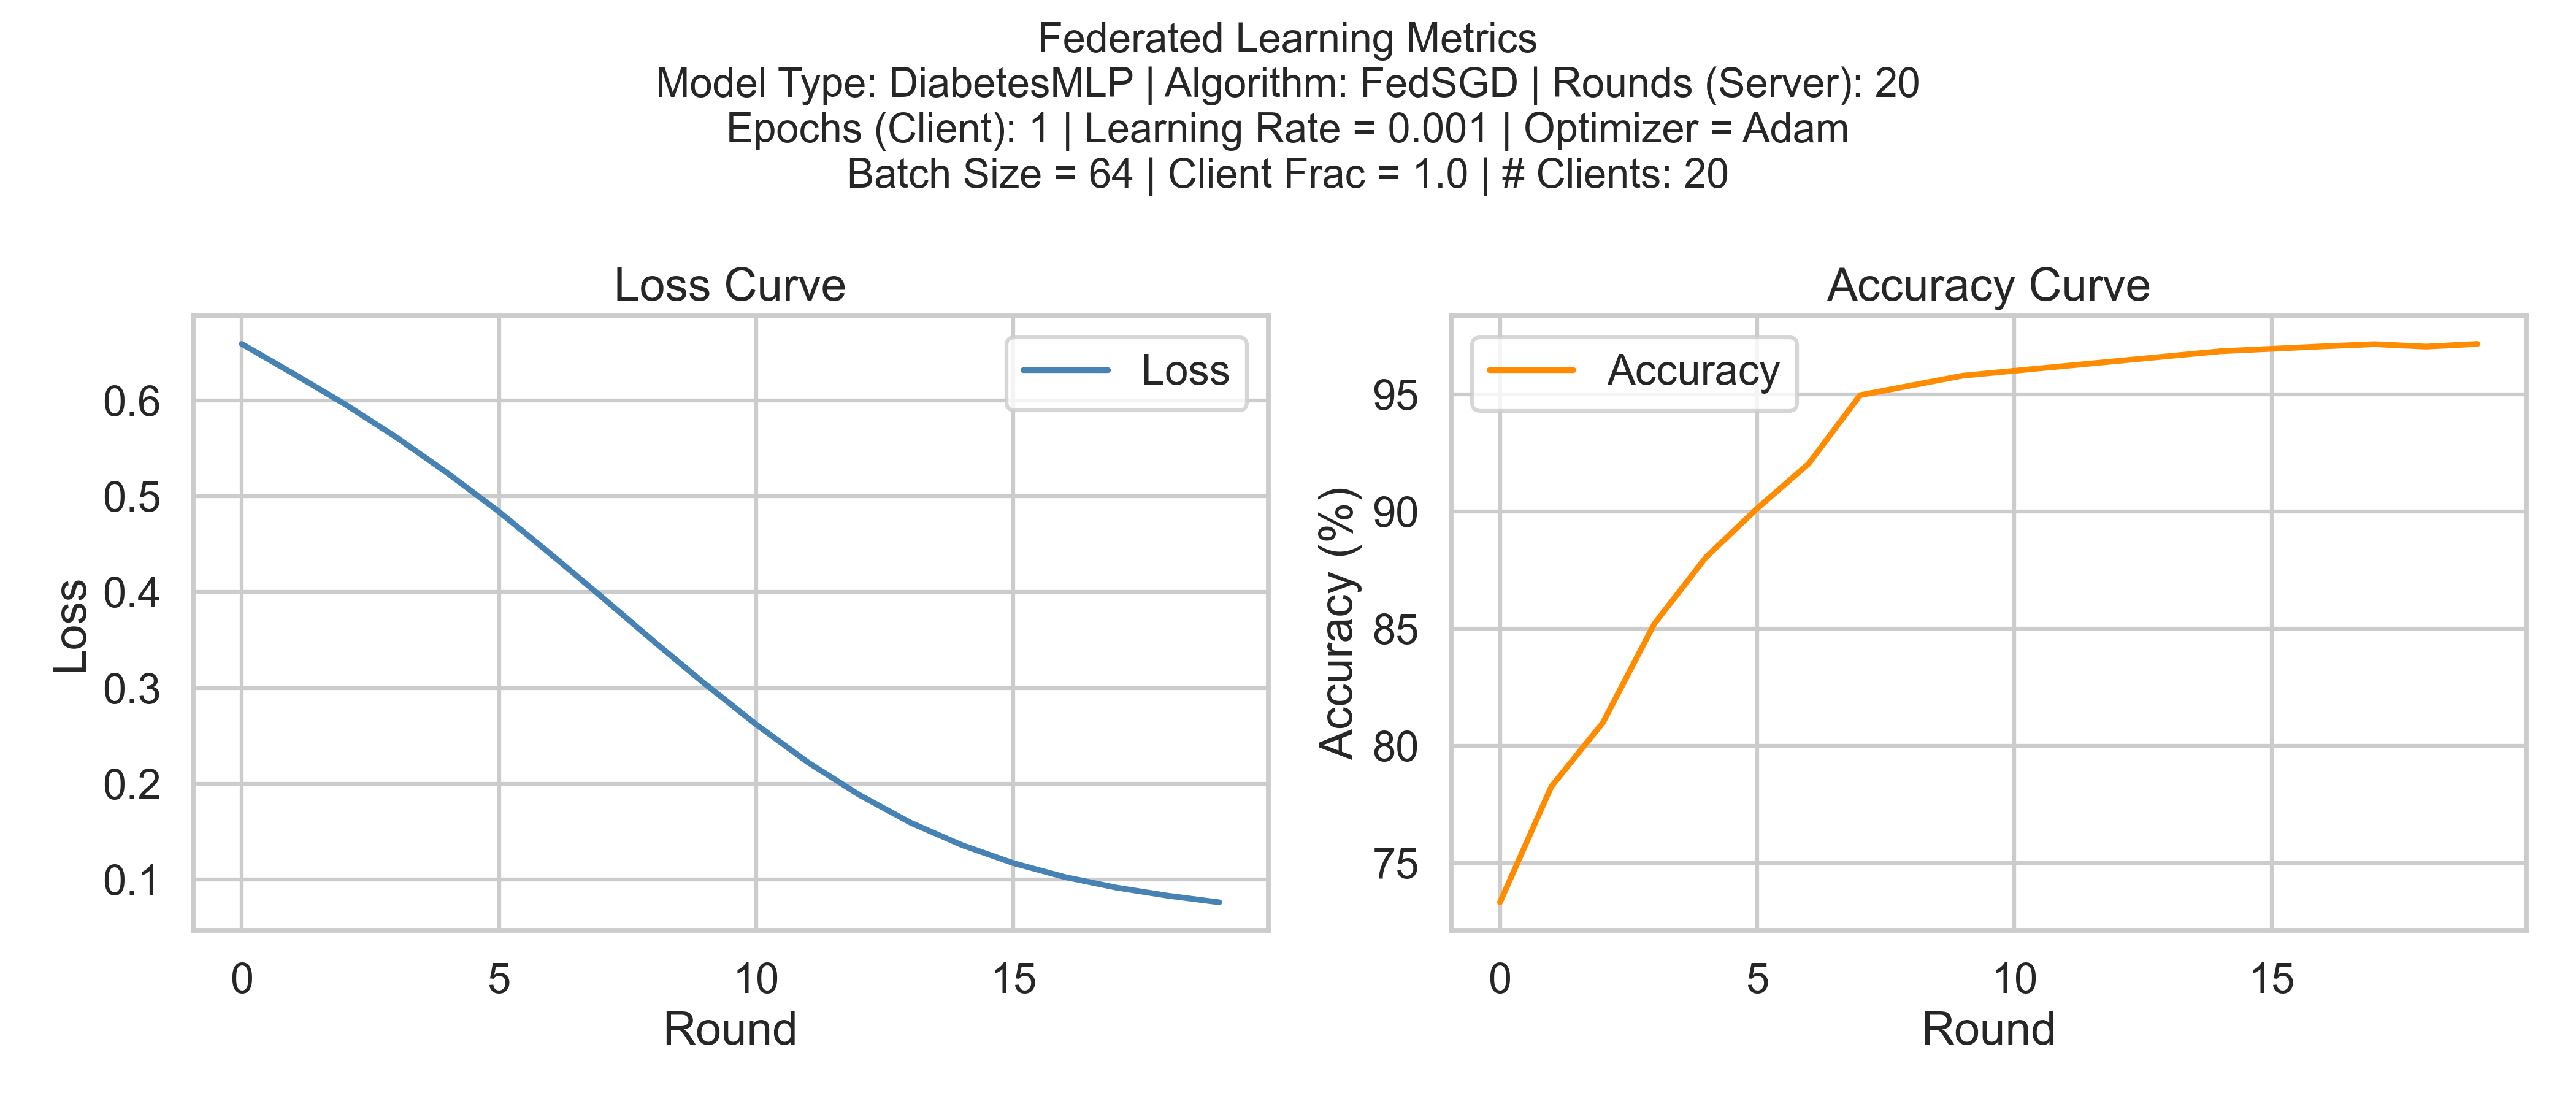 Federated Learning Metrics
Model Type: DiabetesMLP | Algorithm: FedSGD | Rounds (Server): 20
Epochs (Client): 1 | Learning Rate = 0.001 | Optimizer = Adam
Batch Size = 64 | Client Frac = 1.0 | # Clients: 20
Loss Curve
Loss
0.6
0.5
0.4
0.3
0.2
0.1
Loss
0
5
10
15
Round
Accuracy Curve
Accuracy
95
90
85
80
75
Accuracy (%)
0
5
10
15
Round